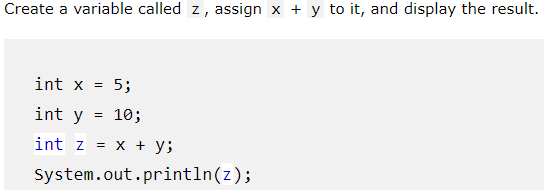 Create a variable called z, assign x + y to it, and display the result.
int x = 5;
int y = 10;
int z = x + y;
System.out.println(z);